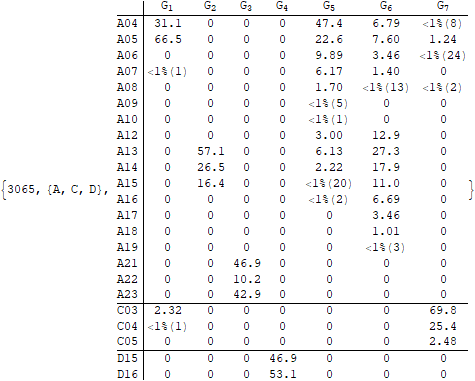 G1 G2 G3 G4 G5 G6 G7
A04 31.1 0 0 0 47.4 6.79 <1%(8)
A05 66.5 0 0 0 22.6 7.60 1.24
A06 0 0 0 0 9.89 3.46 <1%(24)
A07 <1%(1) 0 0 0 6.17 1.40 0
A08 0 0 0 0 1.70 <1%(13) <1%(2)
A09 0 0 0 0 <1%(5) 0 0
A10 0 0 0 0 <1%(1) 0 0
A12 0 0 0 0 3.00 12.9 0
A13 0 57.1 0 0 6.13 27.3 0
A14 0 26.5 0 0 2.22 17.9 0
{3065, {A, C, D}, A15 0 16.4 0 0 <1%(20) 11.0 0 }
A16 0 0 0 0 <1%(2) 6.69 0
A17 0 0 0 0 0 3.46 0
A18 0 0 0 0 0 1.01 0
A19 0 0 0 0 0 <1%(3) 0
A21 0 0 46.9 0 0 0 0
A22 0 0 10.2 0 0 0 0
A23 0 0 42.9 0 0 0 0
C03 2.32 0 0 0 0 0 69.8
C04 <1%(1) 0 0 0 0 0 25.4
C05 0 0 0 0 0 0 2.48
D15 0 0 0 46.9 0 0 0
D16 0 0 0 53.1 0 0 0